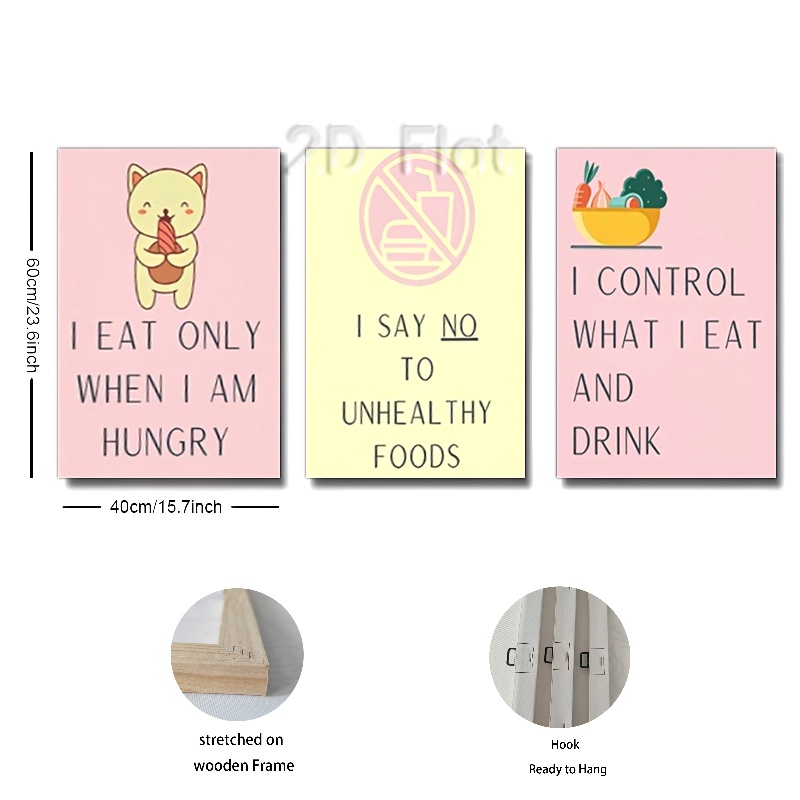 2D Flat
60cm/23.6inch
I EAT ONLY
WHEN I AM
HUNGRY
I SAY NO
TO
UNHEALTHY
FOODS
I CONTROL
WHAT I EAT
AND
DRINK
40cm/15.7inch
stretched on
wooden Frame
Hook
Ready to Hang